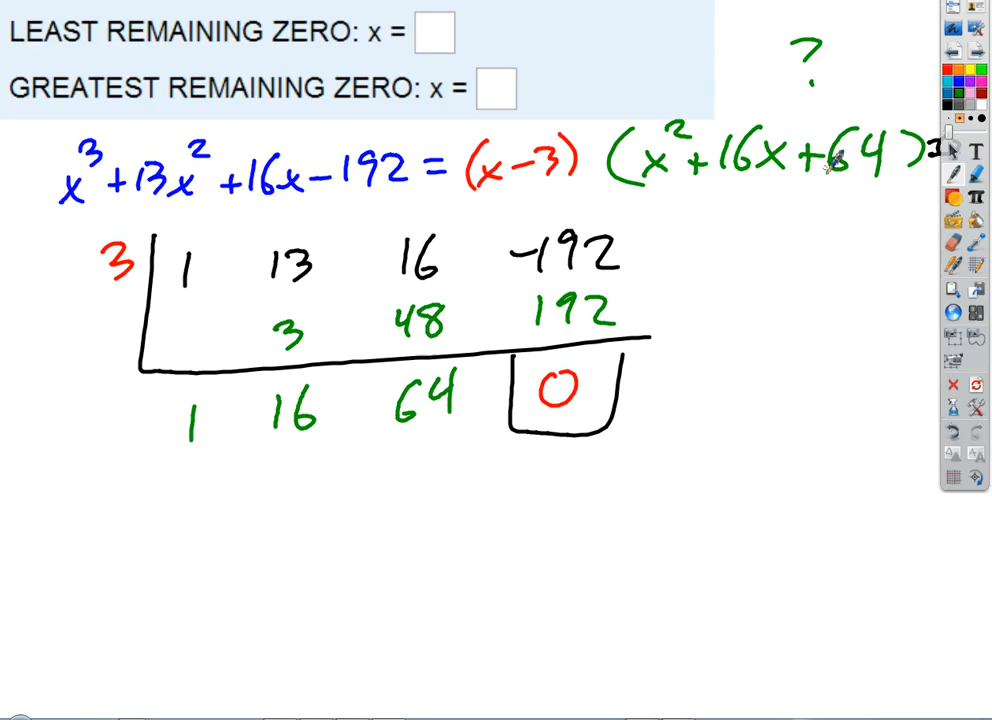 LEAST REMAINING ZERO: x =
?
GREATEST REMAINING ZERO: x =
x³+13x²+16x-192=(x-3) (x²+16x+64)=
3 1 13 16 -192
3 48 192
1 16 64 0